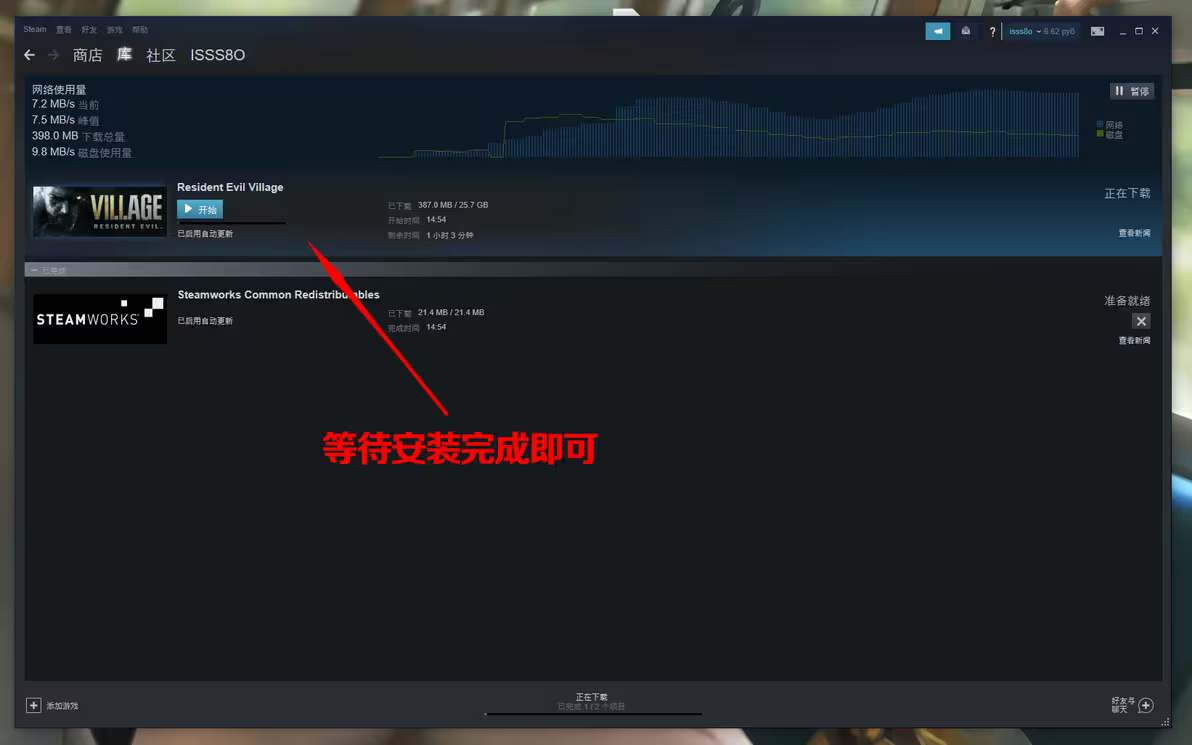 Steam 查看 好友 游戏 帮助
? isss8o 6.62 руб
商店 库 社区 ISSS8O
网络使用量
7.2 MB/s 当前
7.5 MB/s 峰值
398.0 MB 下载总量
9.8 MB/s 磁盘使用量
暂停
网络
磁盘
VILLAGE
RESIDENT EVIL.
Resident Evil Village
开始
已启用自动更新
已下载 387.0 MB / 25.7 GB
开始时间 14:54
剩余时间 1 小时 3 分钟
正在下载
查看新闻
已完成
STEAMWORKS
Steamworks Common Redistributables
已启用自动更新
已下载 21.4 MB / 21.4 MB
完成时间 14:54
准备就绪
查看新闻
等待安装完成即可
添加游戏
正在下载
已完成 1 / 2 个项目
好友与
聊天